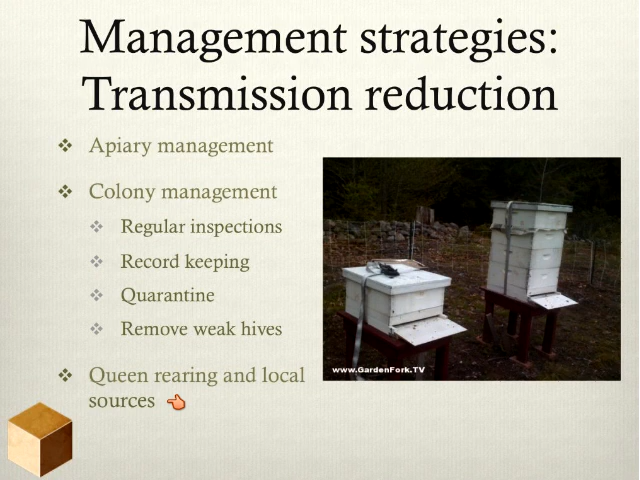 Management strategies:
Transmission reduction
Apiary management
Colony management
Regular inspections
Record keeping
Quarantine
Remove weak hives
Queen rearing and local
sources
www.GardenFork.TV